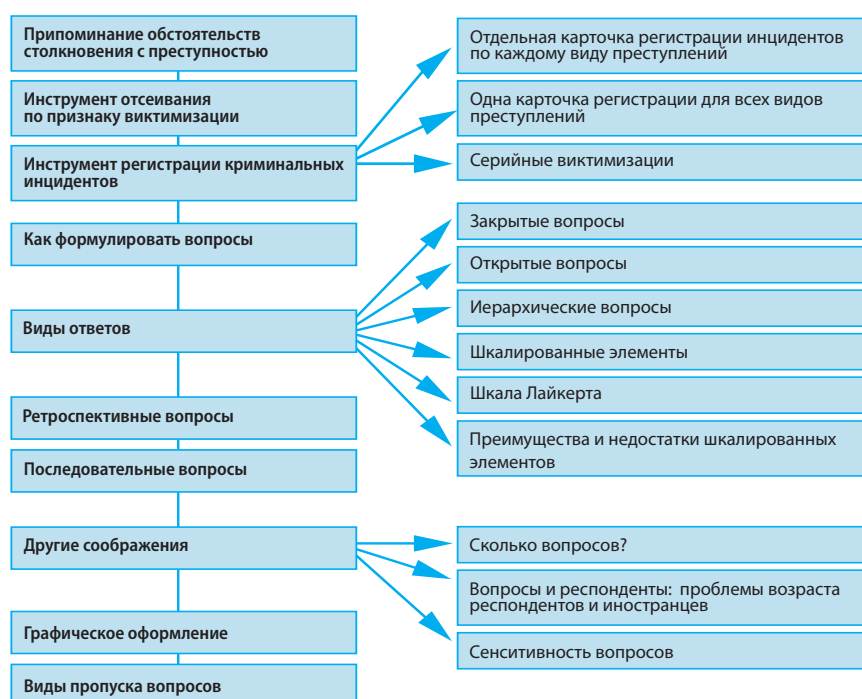 Припоминание обстоятельств
столкновения с преступностью
Инструмент отсеивания
по признаку виктимизации
Инструмент регистрации криминальных
инцидентов
Как формулировать вопросы
Виды ответов
Ретроспективные вопросы
Последовательные вопросы
Другие соображения
Графическое оформление
Виды пропуска вопросов
Отдельная карточка регистрации инцидентов
по каждому виду преступлений
Одна карточка регистрации для всех видов
преступлений
Серийные виктимизации
Закрытые вопросы
Открытые вопросы
Иерархические вопросы
Шкалированные элементы
Шкала Лайкерта
Преимущества и недостатки шкалированных
элементов
Сколько вопросов?
Вопросы и респонденты: проблемы возраста
респондентов и иностранцев
Сенситивность вопросов